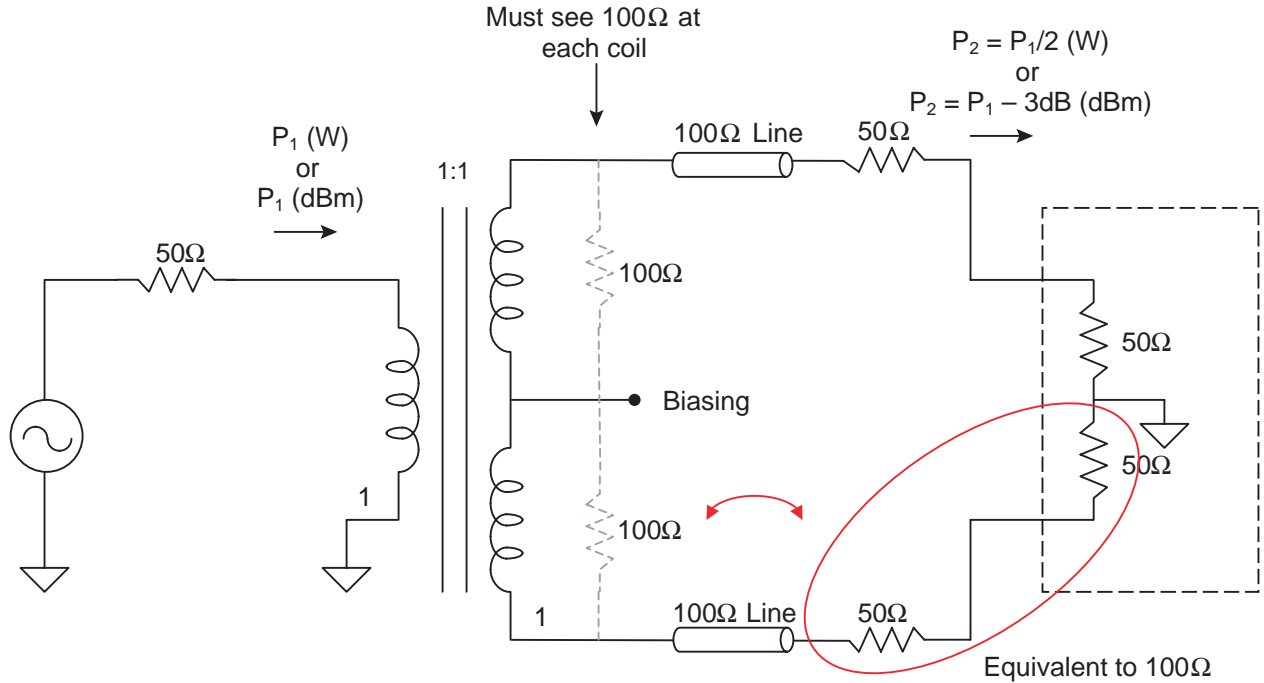 Must see 100Ω at
each coil
P₂ = P₁/2 (W)
or
P₂ = P₁ – 3dB (dBm)
P₁ (W)
or
P₁ (dBm)
1:1
100Ω Line
50Ω
50Ω
100Ω
50Ω
Biasing
50Ω
1
100Ω
1
100Ω Line
50Ω
Equivalent to 100Ω